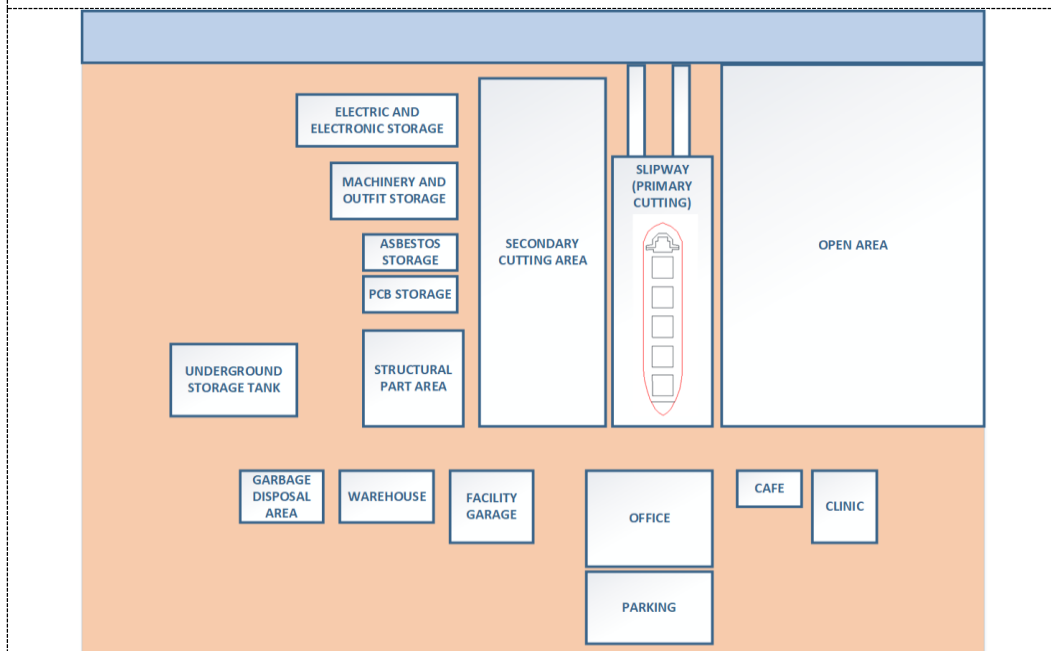 ELECTRIC AND
ELECTRONIC STORAGE
MACHINERY AND
OUTFIT STORAGE
ASBESTOS
STORAGE
PCB STORAGE
STRUCTURAL
PART AREA
UNDERGROUND
STORAGE TANK
SECONDARY
CUTTING AREA
SLIPWAY
(PRIMARY
CUTTING)
OPEN AREA
GARBAGE
DISPOSAL
AREA
WAREHOUSE
FACILITY
GARAGE
OFFICE
CAFE
CLINIC
PARKING